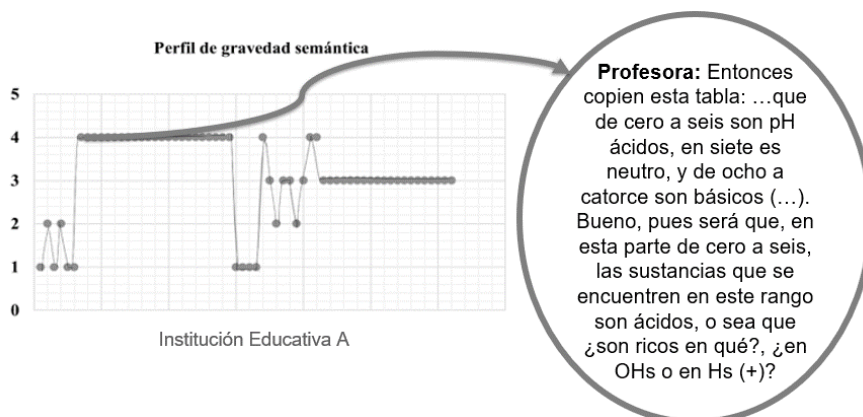 Perfil de gravedad semántica
5
4
3
2
1
0
Institución Educativa A
Profesora: Entonces
copien esta tabla: …que
de cero a seis son pH
ácidos, en siete es
neutro, y de ocho a
catorce son básicos (…).
Bueno, pues será que, en
esta parte de cero a seis,
las sustancias que se
encuentren en este rango
son ácidos, o sea que
¿son ricos en qué?, ¿en
OHs o en Hs (+)?